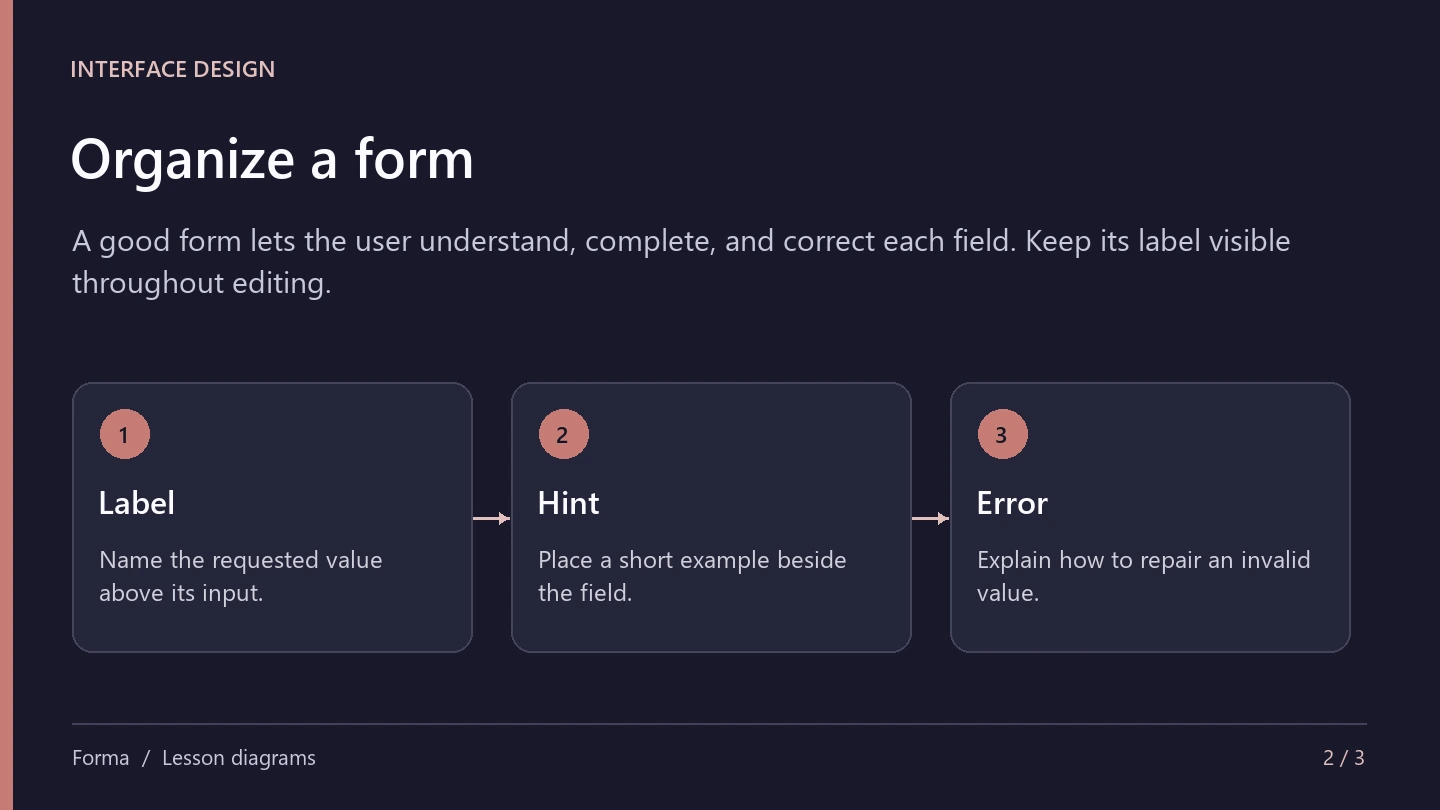 INTERFACE DESIGN
Organize a form
A good form lets the user understand, complete, and correct each field. Keep its label visible
throughout editing.
1
Label
Name the requested value
above its input.
2
Hint
Place a short example beside
the field.
3
Error
Explain how to repair an invalid
value.
Forma / Lesson diagrams
2 / 3